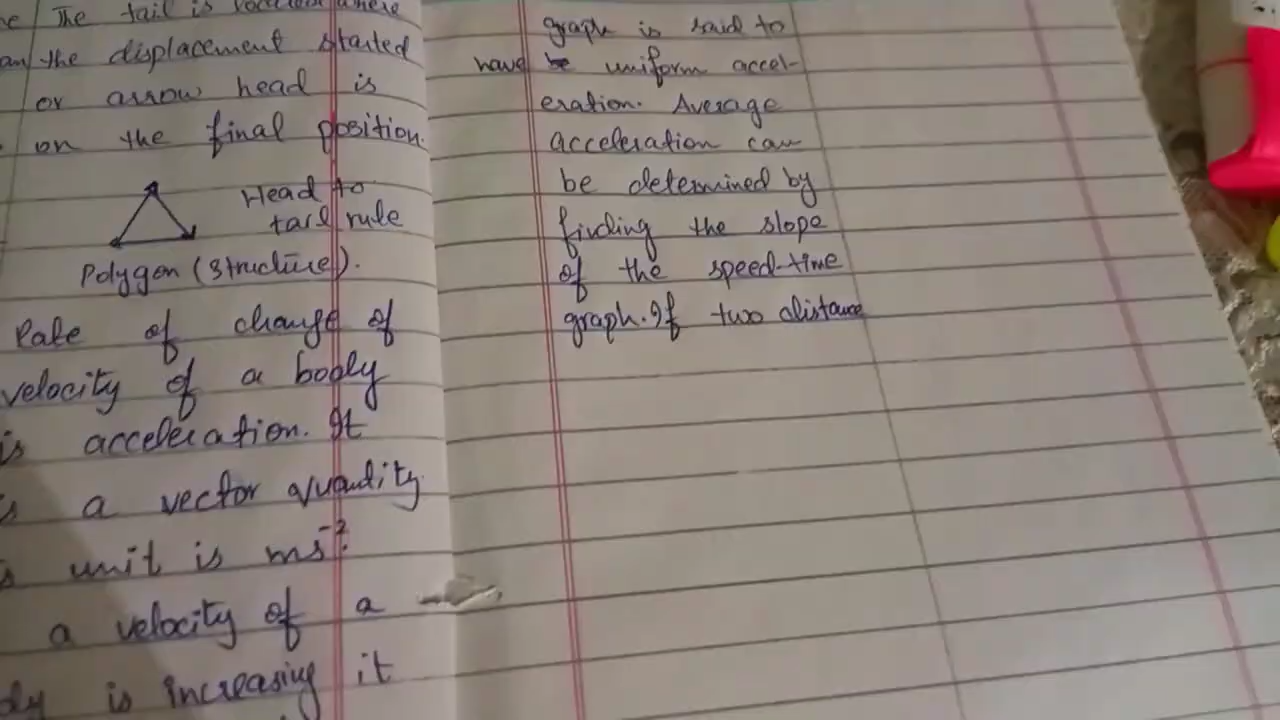 The tail is where
the displacement started
or arrow head is
on the final position.
Head to
tail rule
Polygon (structure).
Rate of change of
velocity of a body
is acceleration. It
a vector quantity.
unit is ms⁻².
a velocity of a
is increasing it
graph is said to
have be uniform accel-
eration. Average
acceleration can
be determined by
finding the slope
of the speed-time
graph. If two distance